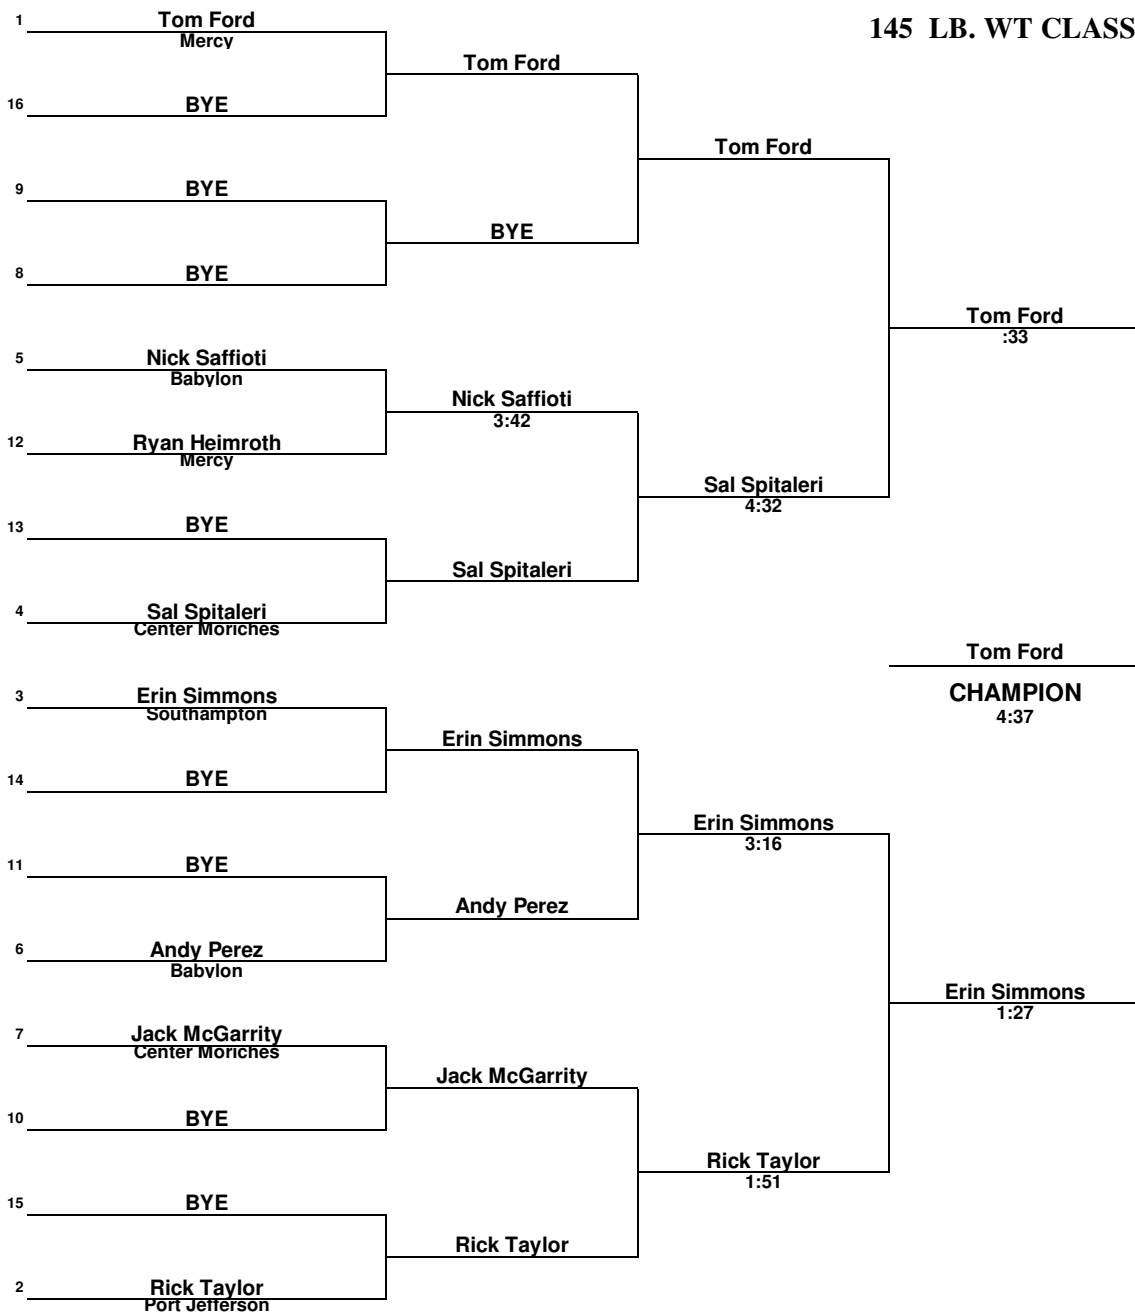 145 LB. WT CLASS
1
Tom Ford
Mercy
Tom Ford
16
BYE
Tom Ford
9
BYE
BYE
8
BYE
Tom Ford
:33
5
Nick Saffioti
Babylon
Nick Saffioti
3:42
12
Ryan Heimroth
Mercy
Sal Spitaleri
4:32
13
BYE
Sal Spitaleri
4
Sal Spitaleri
Center Moriches
Tom Ford
CHAMPION
4:37
3
Erin Simmons
Southampton
Erin Simmons
14
BYE
Erin Simmons
3:16
11
BYE
Andy Perez
6
Andy Perez
Babylon
Erin Simmons
1:27
7
Jack McGarrity
Center Moriches
Jack McGarrity
10
BYE
Rick Taylor
1:51
15
BYE
Rick Taylor
2
Rick Taylor
Port Jefferson